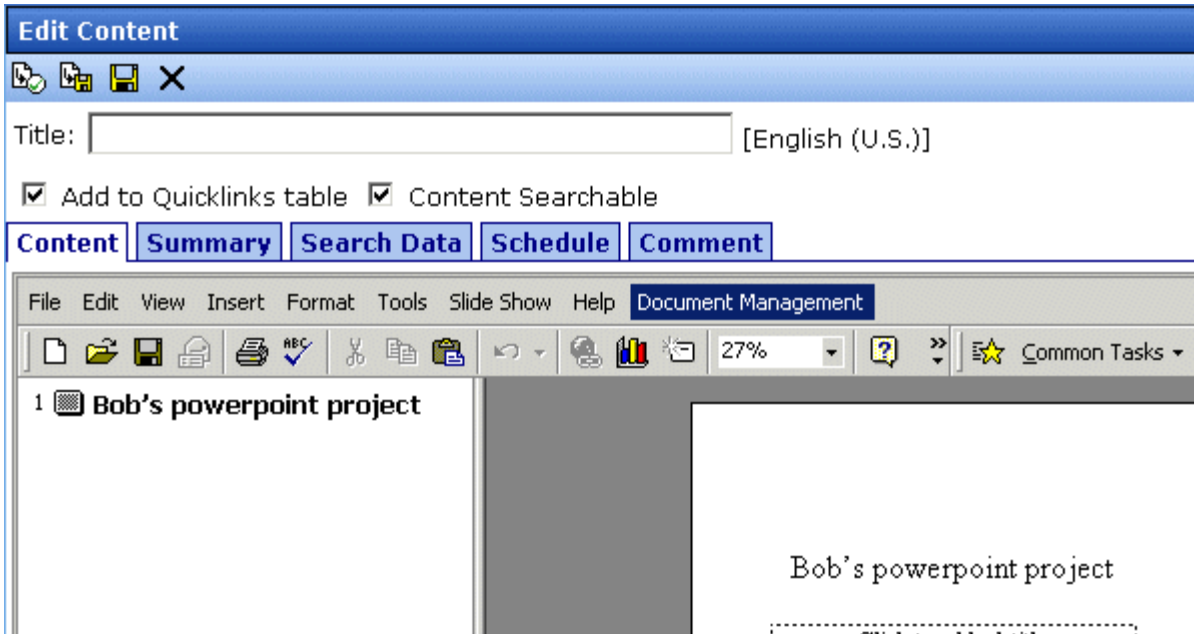 Edit Content
Title: [English (U.S.)]
Add to Quicklinks table Content Searchable
Content Summary Search Data Schedule Comment
File Edit View Insert Format Tools Slide Show Help Document Management
ABC 27% Common Tasks
1 Bob's powerpoint project
Bob's powerpoint project